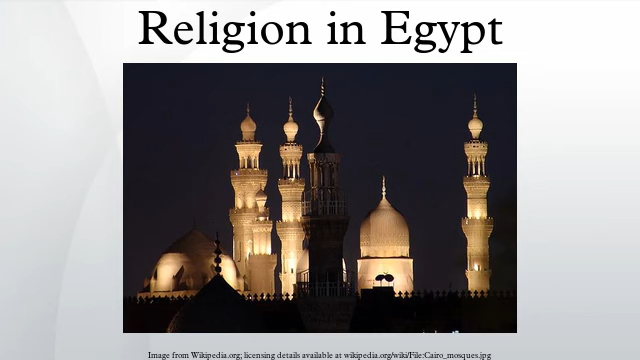 Religion in Egypt
Image from Wikipedia.org; licensing details available at wikipedia.org/wiki/File:Cairo_mosques.jpg